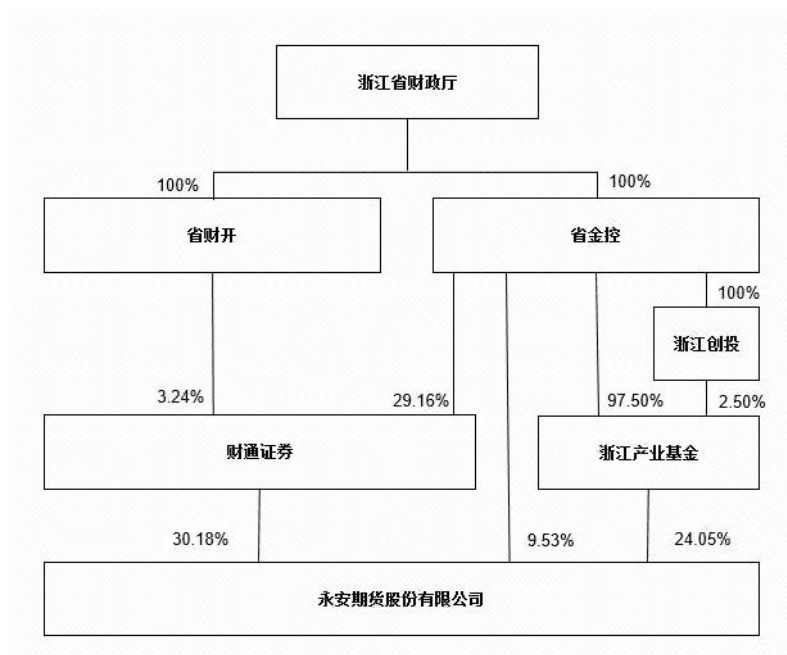 浙江省财政厅
100%
100%
省财开
省金控
100%
浙江创投
3.24%
29.16%
97.50%
2.50%
财通证券
浙江产业基金
30.18%
9.53%
24.05%
永安期货股份有限公司